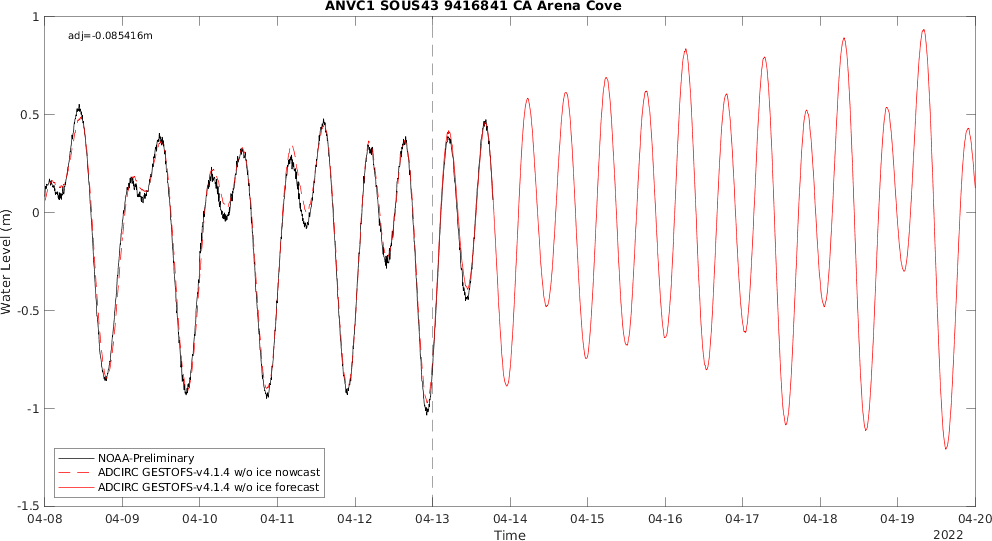 ANVC1 SOUS43 9416841 CA Arena Cove
adj=-0.085416m
1
0.5
0
-0.5
-1
-1.5
Water Level (m)
NOAA-Preliminary
ADCIRC GESTOFS-v4.1.4 w/o ice nowcast
ADCIRC GESTOFS-v4.1.4 w/o ice forecast
04-08 04-09 04-10 04-11 04-12 04-13 04-14 04-15 04-16 04-17 04-18 04-19 04-20
Time
2022